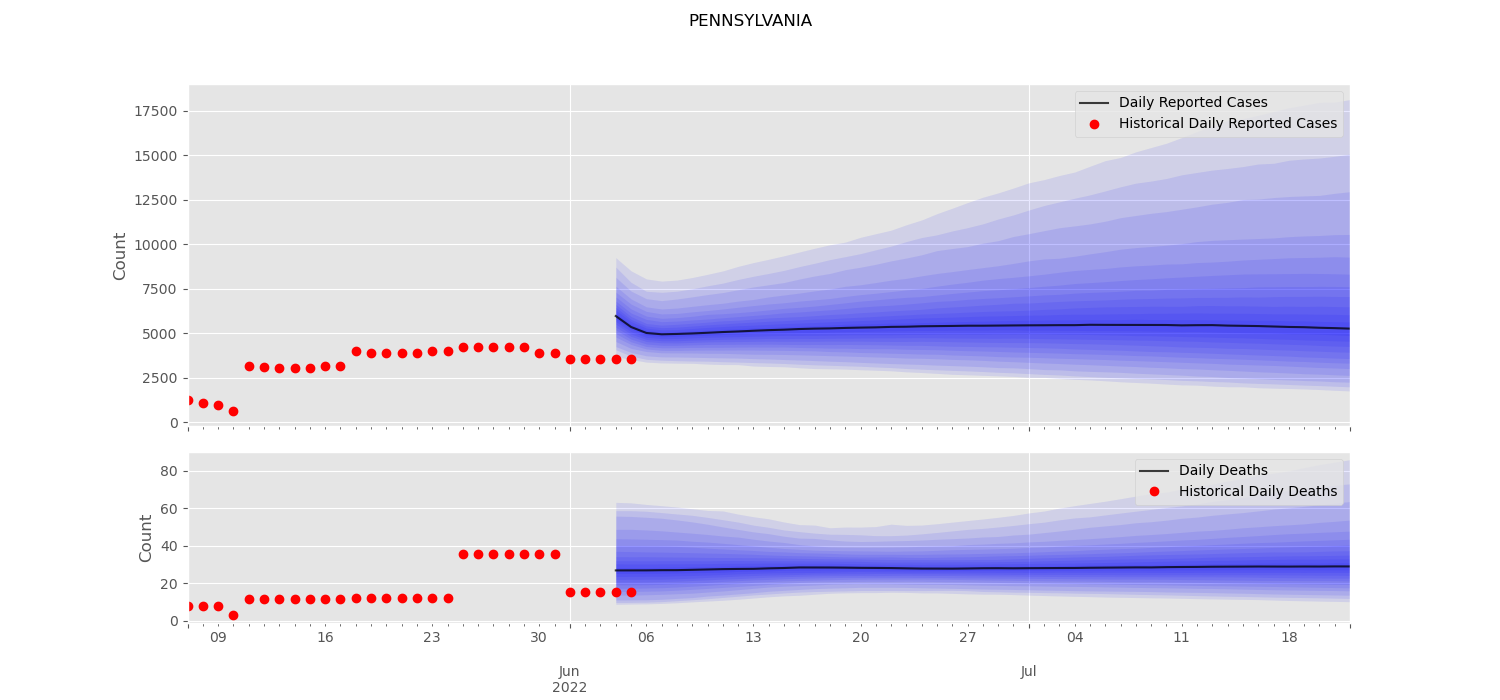 PENNSYLVANIA
17500
15000
12500
10000
7500
5000
2500
0
Count
Daily Reported Cases
Historical Daily Reported Cases
80
60
40
20
0
Count
Daily Deaths
Historical Daily Deaths
09 16 23 30 06 13 20 27 04 11 18
Jun Jul
2022